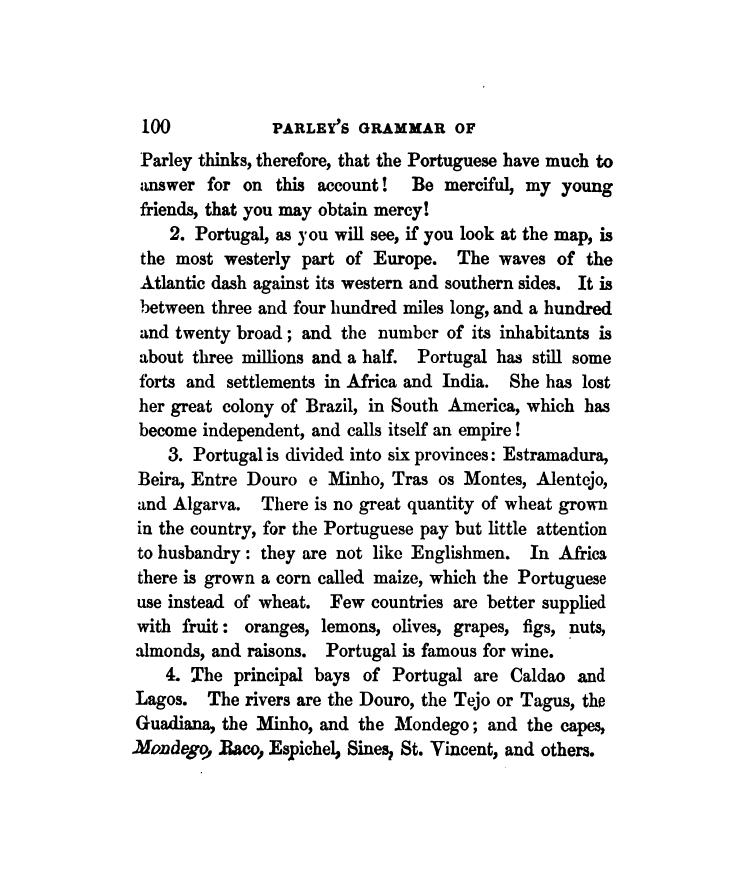 100 PARLEY'S GRAMMAR OF
Parley thinks, therefore, that the Portuguese have much to
answer for on this account! Be merciful, my young
friends, that you may obtain mercy!
2. Portugal, as you will see, if you look at the map, is
the most westerly part of Europe. The waves of the
Atlantic dash against its western and southern sides. It is
between three and four hundred miles long, and a hundred
and twenty broad; and the number of its inhabitants is
about three millions and a half. Portugal has still some
forts and settlements in Africa and India. She has lost
her great colony of Brazil, in South America, which has
become independent, and calls itself an empire!
3. Portugal is divided into six provinces: Estramadura,
Beira, Entre Douro e Minho, Tras os Montes, Alentejo,
and Algarva. There is no great quantity of wheat grown
in the country, for the Portuguese pay but little attention
to husbandry: they are not like Englishmen. In Africa
there is grown a corn called maize, which the Portuguese
use instead of wheat. Few countries are better supplied
with fruit: oranges, lemons, olives, grapes, figs, nuts,
almonds, and raisons. Portugal is famous for wine.
4. The principal bays of Portugal are Caldao and
Lagos. The rivers are the Douro, the Tejo or Tagus, the
Guadiana, the Minho, and the Mondego; and the capes,
Mondego, Raco, Espichel, Sines, St. Vincent, and others.